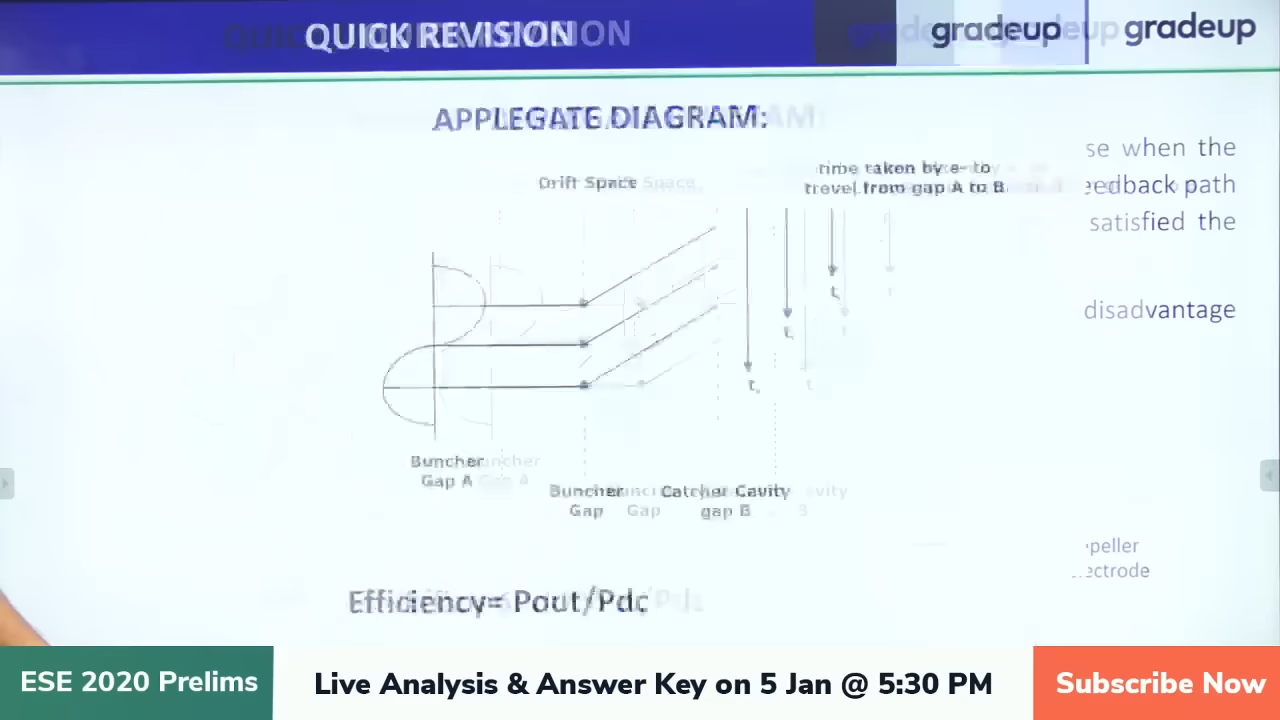 QUICK REVISION
gradeup gradeup
APPLEGATE DIAGRAM:
se when the
Drift Space
time taken by e- to
travel from gap A to B
edback path
satisfied the
disadvantage
Buncher
Gap A
Buncher
Gap
Catcher Cavity
gap B
peller
ectrode
Efficiency= Pout/Pdc
ESE 2020 Prelims
Live Analysis & Answer Key on 5 Jan @ 5:30 PM
Subscribe Now